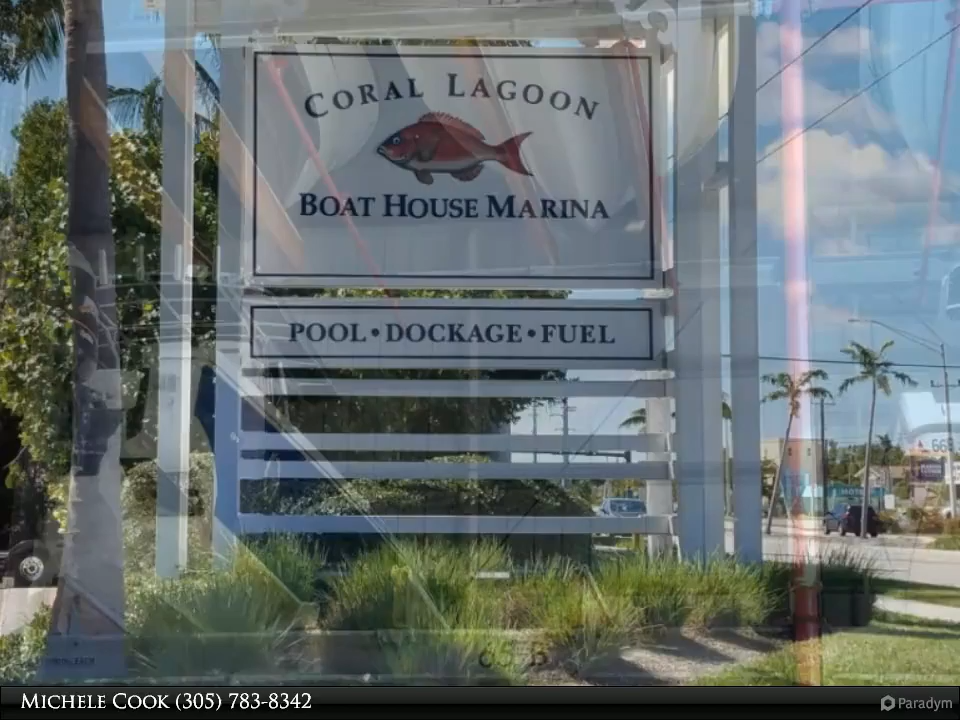 CORAL LAGOON
BOAT HOUSE MARINA
POOL • DOCKAGE • FUEL
MICHELE COOK (305) 783-8342
Paradym